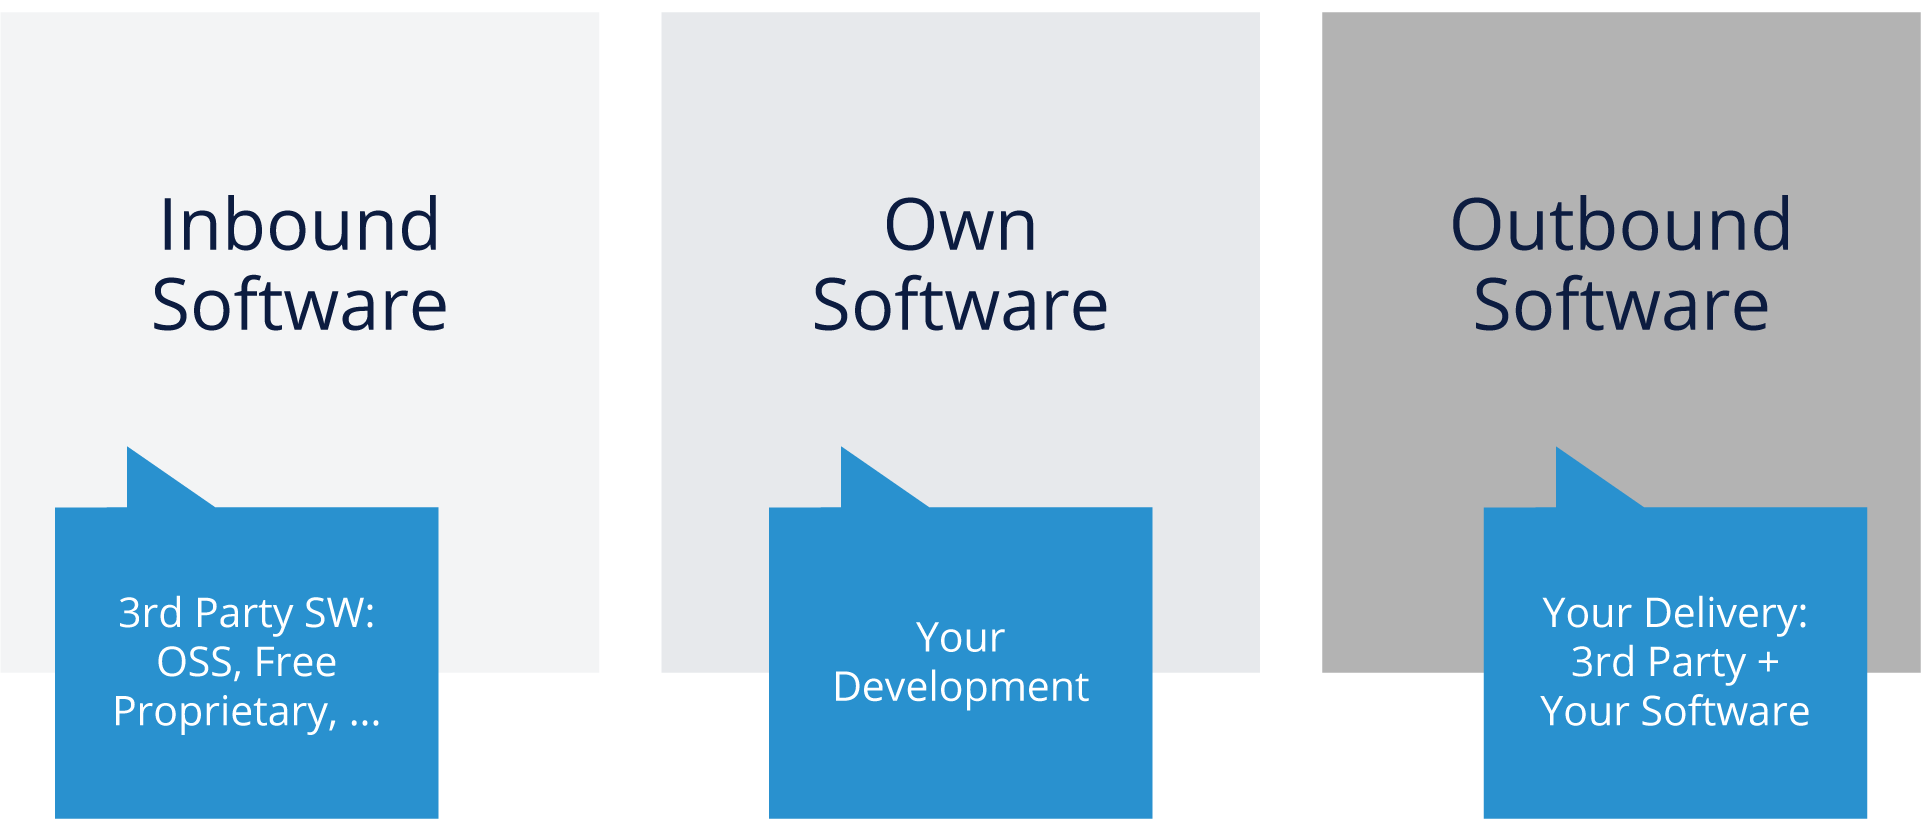 Inbound
Software
Own
Software
Outbound
Software
3rd Party SW:
OSS, Free
Proprietary, ...
Your
Development
Your Delivery:
3rd Party +
Your Software